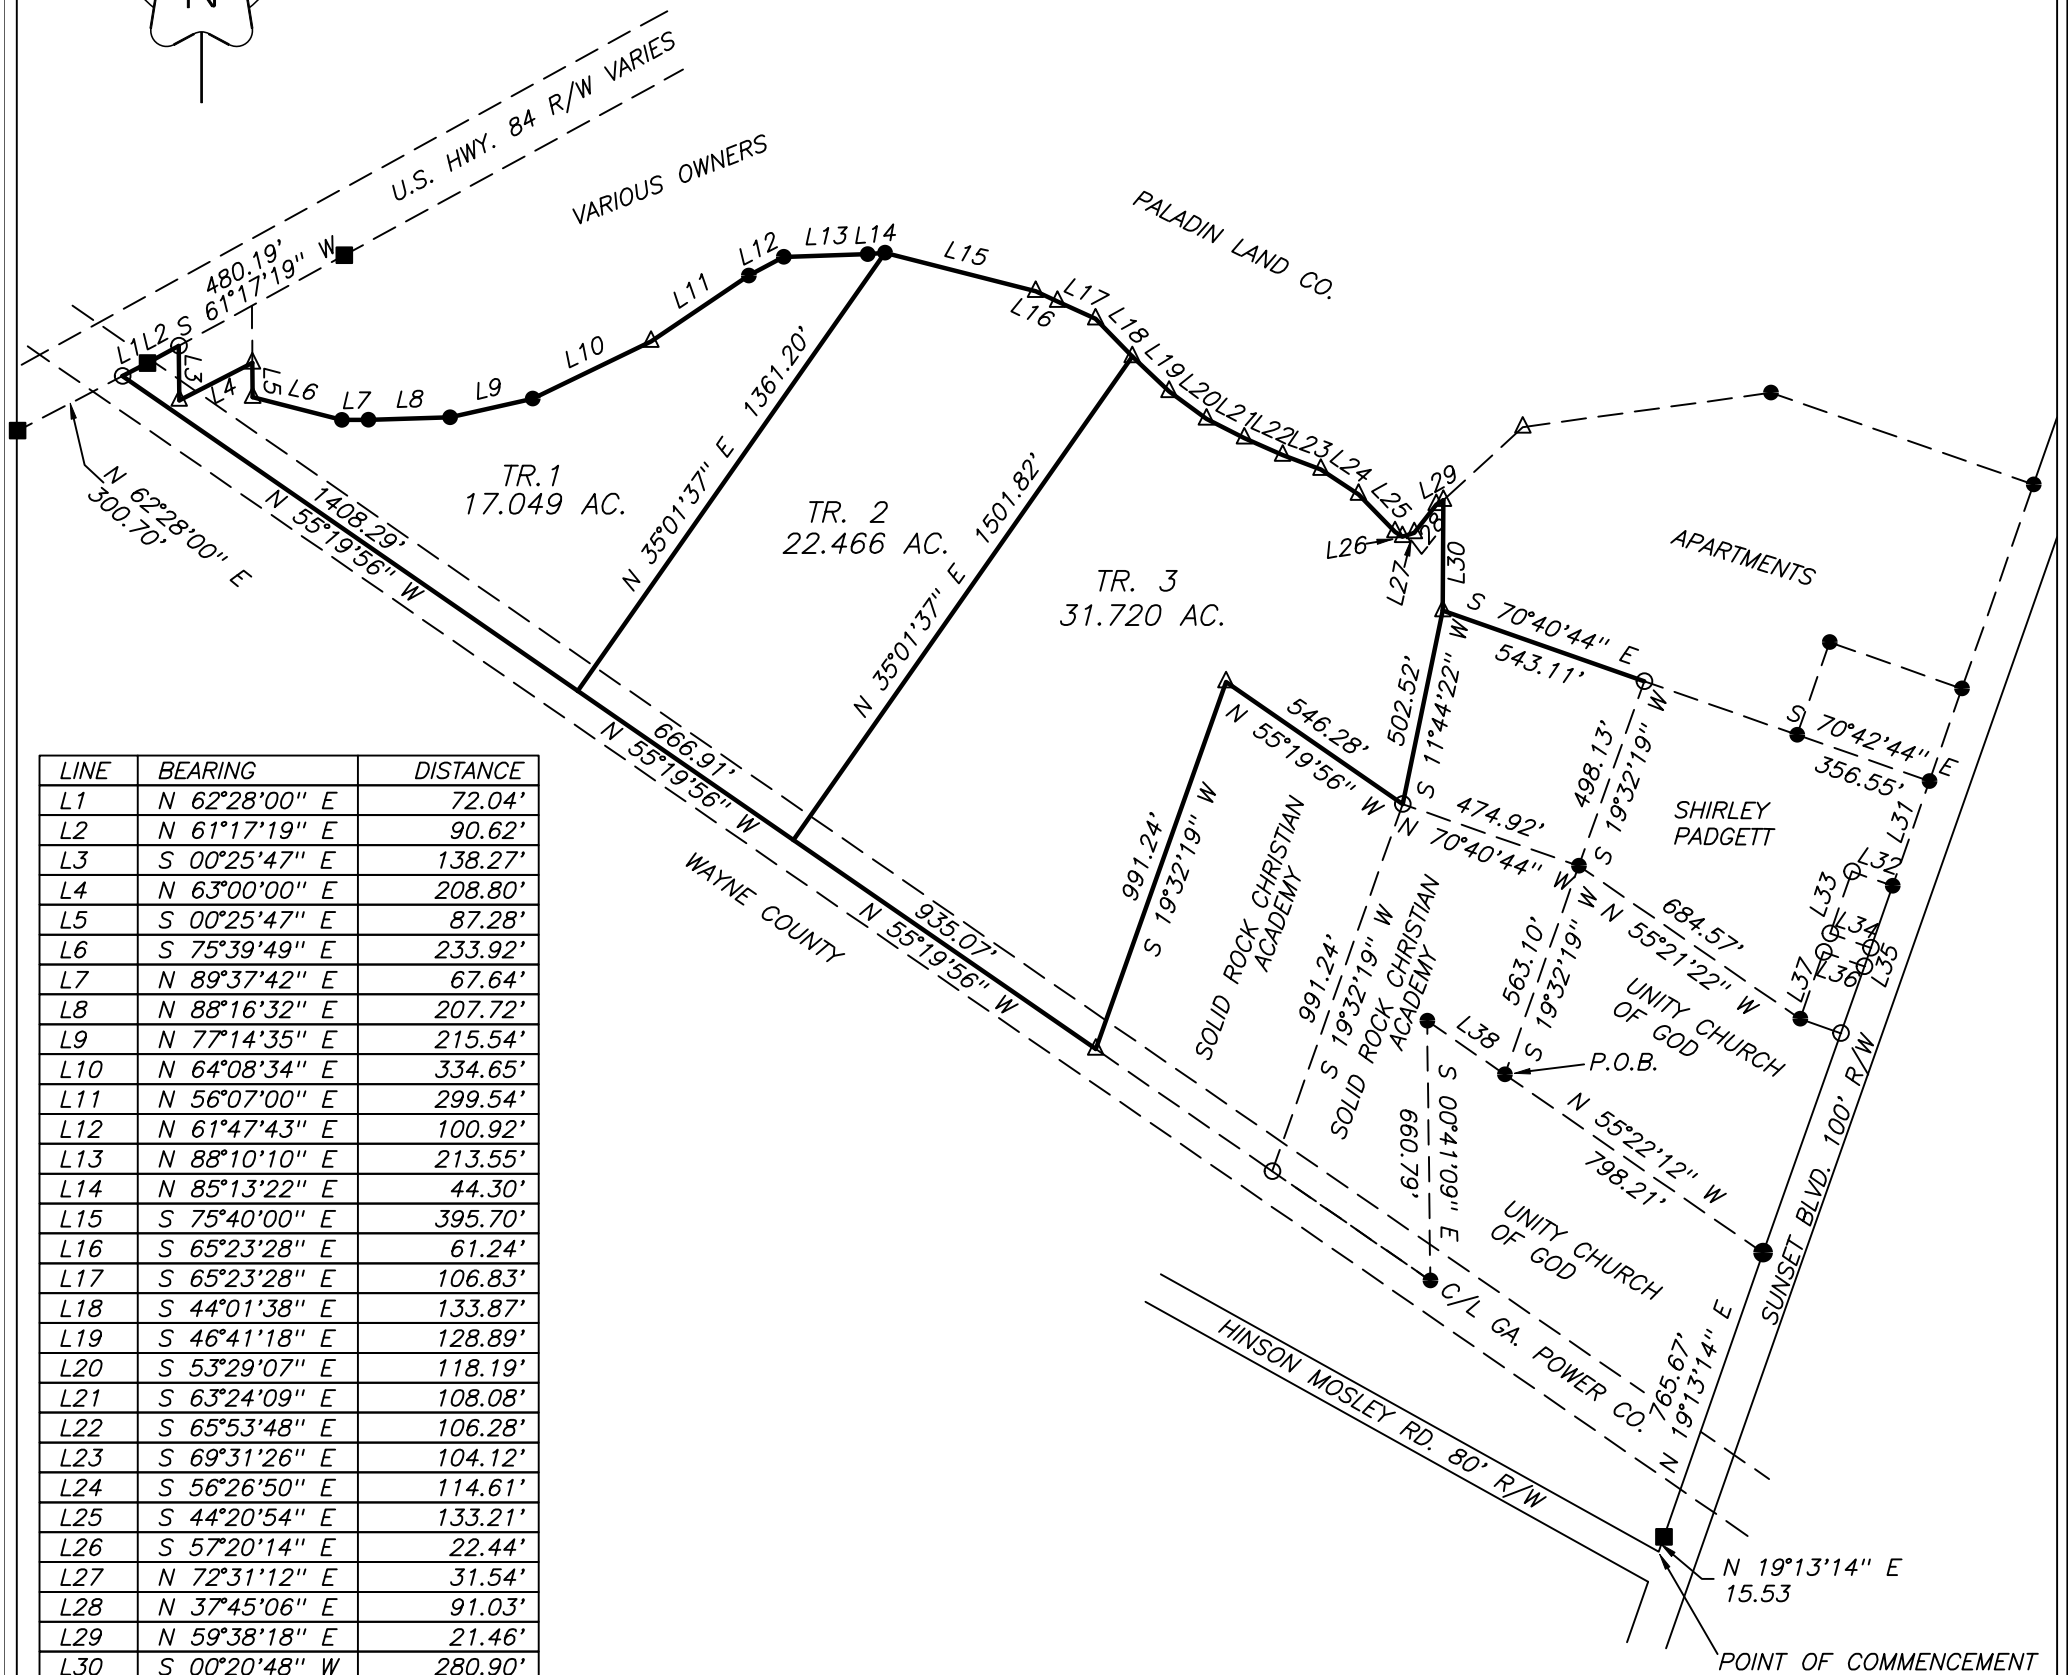 N
U.S. HWY. 84 R/W VARIES
VARIOUS OWNERS
PALADIN LAND CO.
480.19'
S 61°17'19" W
L1
L2
L3
L4
L5
L6
L7
L8
L9
L10
L11
L12
L13
L14
L15
L16
L17
L18
L19
L20
L21
L22
L23
L24
L25
L26
L27
L28
L29
L30
N 62°28'00" E
300.70'
1408.29'
N 55°19'56" W
TR.1
17.049 AC.
1361.20'
N 35°01'37" E
TR. 2
22.466 AC.
1501.82'
N 35°01'37" E
TR. 3
31.720 AC.
APARTMENTS
S 70°40'44" E
543.11'
502.52'
S 11°44'22" W
546.28'
N 55°19'56" W
666.91'
N 55°19'56" W
WAYNE COUNTY
935.07'
N 55°19'56" W
991.24'
S 19°32'19" W
SOLID ROCK CHRISTIAN
ACADEMY
991.24'
S 19°32'19" W
SOLID ROCK CHRISTIAN
ACADEMY
474.92'
N 70°40'44" W
498.13'
S 19°32'19" W
S 70°42'44" E
356.55'
SHIRLEY
PADGETT
L31
L32
L33
L34
L35
L36
L37
684.57'
N 55°21'22" W
563.10'
S 19°32'19" W
UNITY CHURCH
OF GOD
L38
P.O.B.
S 00°41'09" E
660.79'
N 55°22'12" W
798.21'
UNITY CHURCH
OF GOD
SUNSET BLVD. 100' R/W
C/L GA. POWER CO.
HINSON MOSLEY RD. 80' R/W
765.67'
N 19°13'14" E
N 19°13'14" E
15.53
POINT OF COMMENCEMENT
LINE BEARING DISTANCE
L1 N 62°28'00" E 72.04'
L2 N 61°17'19" E 90.62'
L3 S 00°25'47" E 138.27'
L4 N 63°00'00" E 208.80'
L5 S 00°25'47" E 87.28'
L6 S 75°39'49" E 233.92'
L7 N 89°37'42" E 67.64'
L8 N 88°16'32" E 207.72'
L9 N 77°14'35" E 215.54'
L10 N 64°08'34" E 334.65'
L11 N 56°07'00" E 299.54'
L12 N 61°47'43" E 100.92'
L13 N 88°10'10" E 213.55'
L14 N 85°13'22" E 44.30'
L15 S 75°40'00" E 395.70'
L16 S 65°23'28" E 61.24'
L17 S 65°23'28" E 106.83'
L18 S 44°01'38" E 133.87'
L19 S 46°41'18" E 128.89'
L20 S 53°29'07" E 118.19'
L21 S 63°24'09" E 108.08'
L22 S 65°53'48" E 106.28'
L23 S 69°31'26" E 104.12'
L24 S 56°26'50" E 114.61'
L25 S 44°20'54" E 133.21'
L26 S 57°20'14" E 22.44'
L27 N 72°31'12" E 31.54'
L28 N 37°45'06" E 91.03'
L29 N 59°38'18" E 21.46'
L30 S 00°20'48" W 280.90'